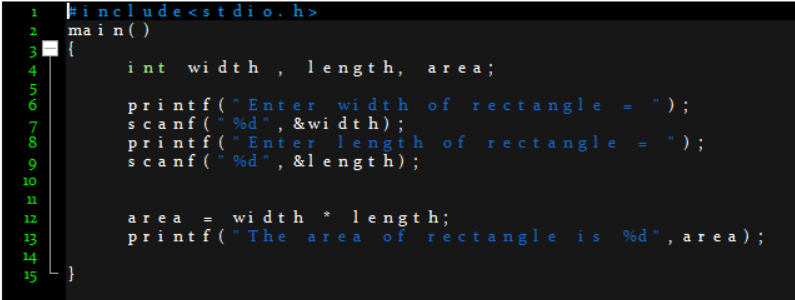 1 #include<stdio.h>
2 main()
3 {
4 int width , length, area;
5
6 printf("Enter width of rectangle = ");
7 scanf("%d", &width);
8 printf("Enter length of rectangle = ");
9 scanf("%d", &length);
10
11
12 area = width * length;
13 printf("The area of rectangle is %d",area);
14
15 }